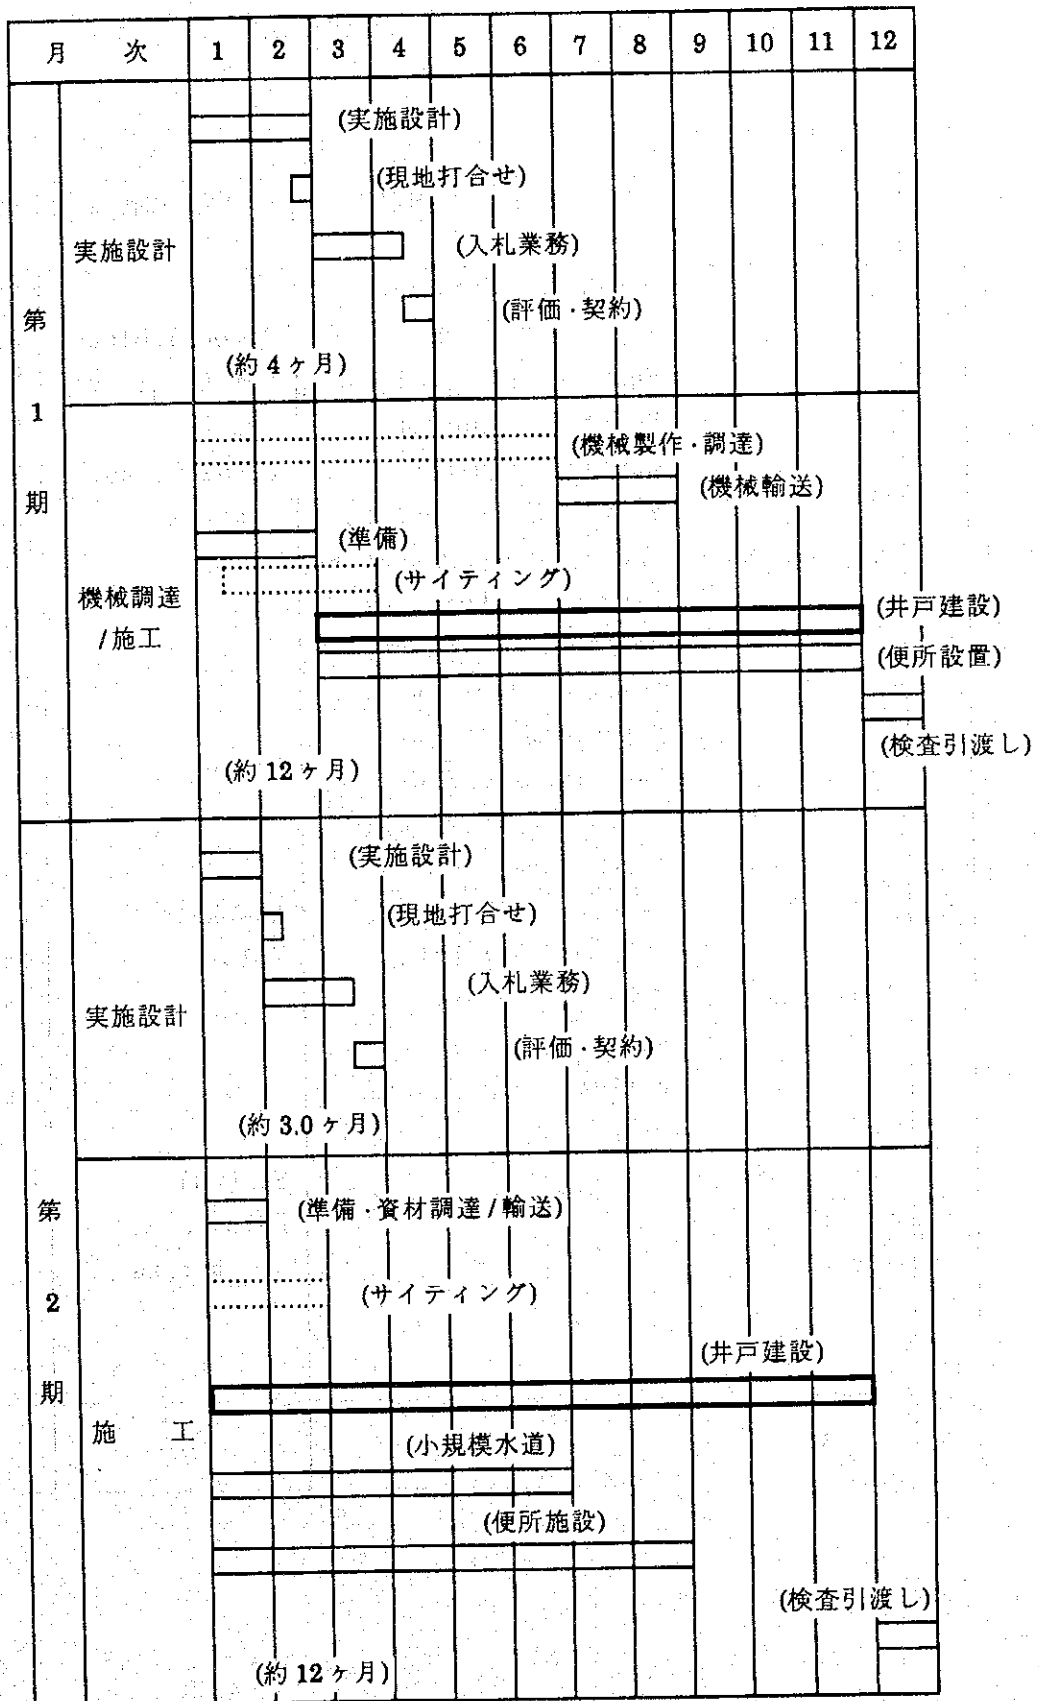 月 次 1 2 3 4 5 6 7 8 9 10 11 12
第1期
実施設計
(実施設計)
(現地打合せ)
(入札業務)
(評価・契約)
(約4ヶ月)
機械調達
/施工
(機械製作・調達)
(機械輸送)
(準備)
(サイティング)
(井戸建設)
(便所設置)
(検査引渡し)
(約12ヶ月)
第2期
実施設計
(実施設計)
(現地打合せ)
(入札業務)
(評価・契約)
(約3.0ヶ月)
施 工
(準備・資材調達/輸送)
(サイティング)
(井戸建設)
(小規模水道)
(便所施設)
(検査引渡し)
(約12ヶ月)